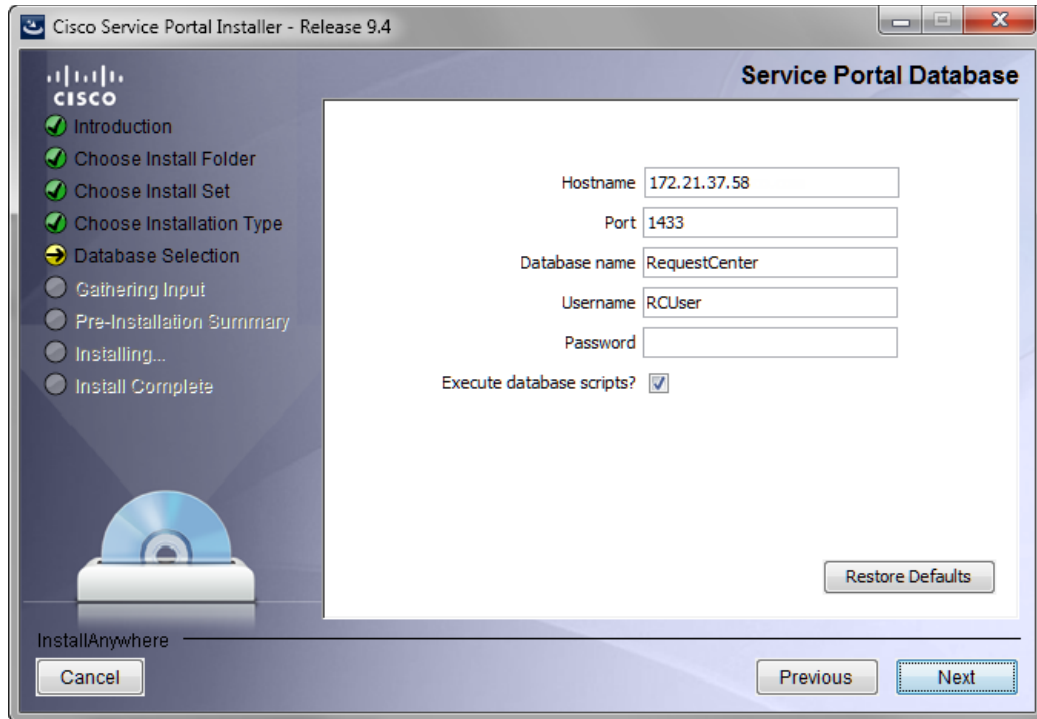 Cisco Service Portal Installer - Release 9.4
CISCO
Service Portal Database
Introduction
Choose Install Folder
Choose Install Set
Choose Installation Type
Database Selection
Gathering Input
Pre-Installation Summary
Installing...
Install Complete
Hostname 172.21.37.58
Port 1433
Database name RequestCenter
Username RCUser
Password
Execute database scripts?
Restore Defaults
InstallAnywhere
Cancel
Previous
Next